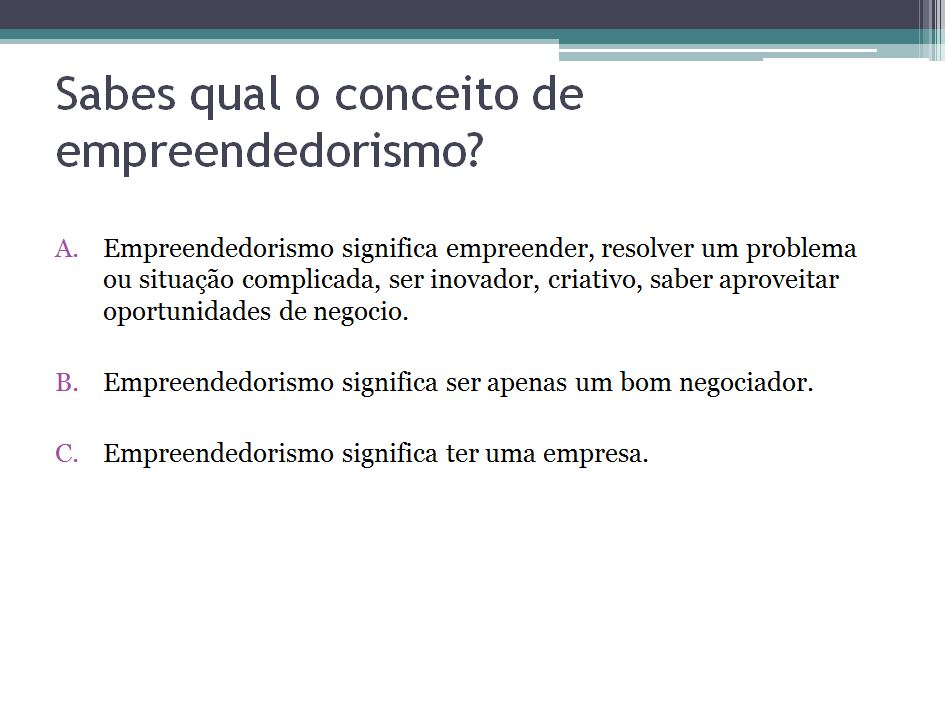 Sabes qual o conceito de
empreendedorismo?
A. Empreendedorismo significa empreender, resolver um problema
ou situação complicada, ser inovador, criativo, saber aproveitar
oportunidades de negocio.
B. Empreendedorismo significa ser apenas um bom negociador.
C. Empreendedorismo significa ter uma empresa.